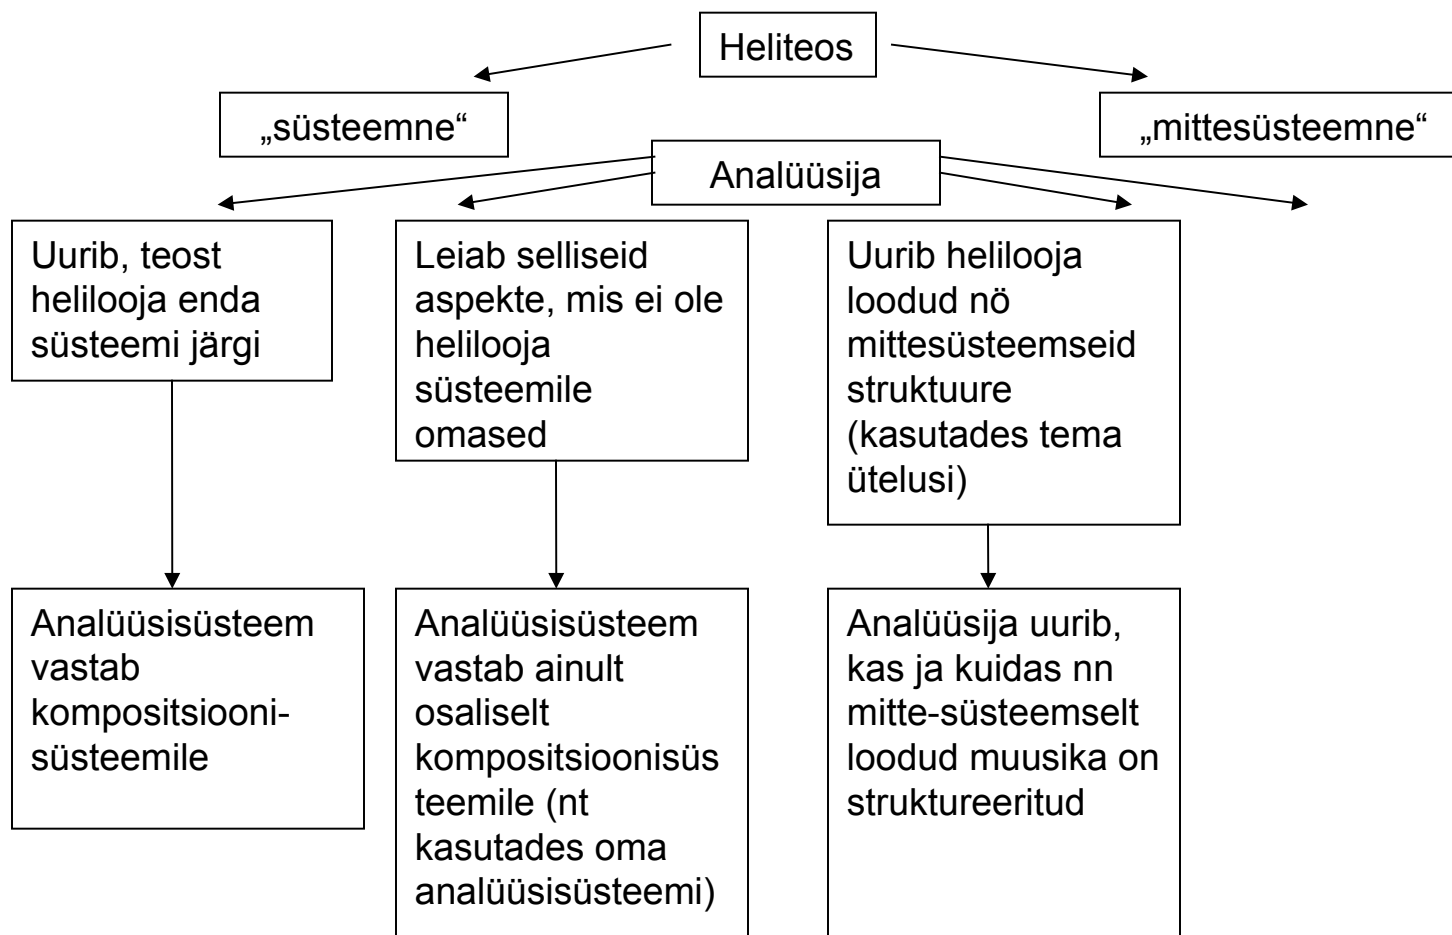 Heliteos
„süsteemne“
„mittesüsteemne“
Analüüsija
Uurib, teost
helilooja enda
süsteemi järgi
Leiab selliseid
aspekte, mis ei ole
helilooja
süsteemile
omased
Uurib helilooja
loodud nö
mittesüsteemseid
struktuure
(kasutades tema
ütelusi)
Analüüsisüsteem
vastab
kompositsiooni-
süsteemile
Analüüsisüsteem
vastab ainult
osaliselt
kompositsioonisüs
teemile (nt
kasutades oma
analüüsisüsteemi)
Analüüsija uurib,
kas ja kuidas nn
mitte-süsteemselt
loodud muusika on
struktureeritud